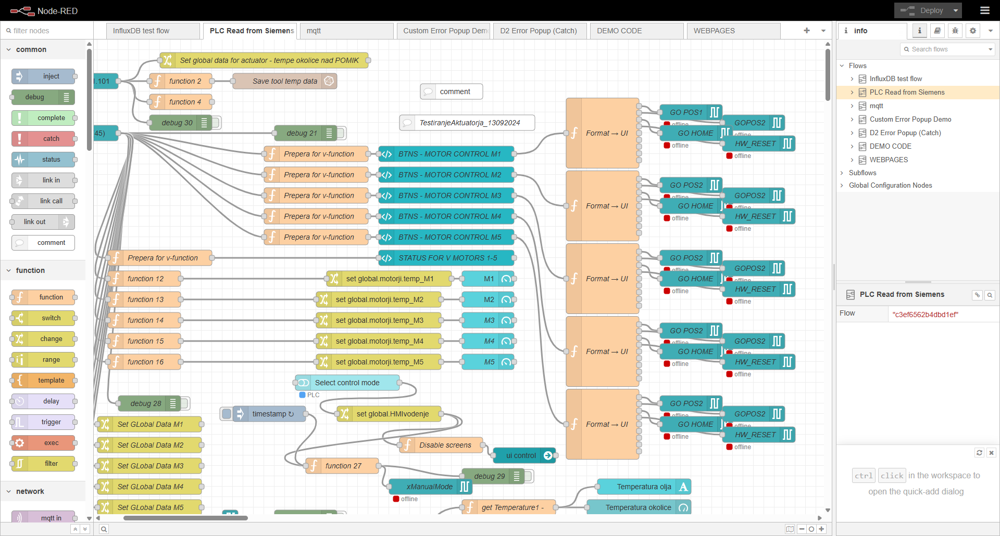 Node-RED
Deploy
filter nodes
InfluxDB test flow
PLC Read from Siemens
mqtt
Custom Error Popup Dem
D2 Error Popup (Catch)
DEMO CODE
WEBPAGES
info
common
inject
debug
complete
catch
status
link in
link call
link out
comment
function
function
switch
change
range
template
delay
trigger
exec
filter
network
mqtt in
.101
Set global data for actuator - tempe okolice nad POMIK
function 2
Save tool temp data
function 4
debug 30
45)
debug 21
comment
TestiranjeAktuatorja_13092024
Prepera for v-function
BTNS - MOTOR CONTROL M1
Prepera for v-function
BTNS - MOTOR CONTROL M2
Prepera for v-function
BTNS - MOTOR CONTROL M3
Prepera for v-function
BTNS - MOTOR CONTROL M4
Prepera for v-function
BTNS - MOTOR CONTROL M5
Prepera for v-function
STATUS FOR V MOTORS 1-5
function 12
set global.motorji.temp_M1
M1
function 13
set global.motorji.temp_M2
M2
function 14
set global.motorji.temp_M3
M3
function 15
set global.motorji.temp_M4
M4
function 16
set global.motorji.temp_M5
M5
Select control mode
PLC
debug 28
timestamp ↻
set global.HMIvodenje
Set GLobal Data M1
Set GLobal Data M2
Set GLobal Data M3
Set GLobal Data M4
Set GLobal Data M5
Disable screens
ui control
function 27
debug 29
xManualMode
offline
get Temperature1 -
Temperatura olja
Temperatura okolice
Format → UI
GO POS1
offline
GOPOS2
GO HOME
offline
HW_RESET
offline
Format → UI
GO POS2
offline
GOPOS2
GO HOME
offline
offline
HW_RESET
offline
Format → UI
GO POS2
offline
GOPOS2
GO HOME
offline
offline
HW_RESET
offline
Format → UI
GO POS2
offline
GOPOS2
GO HOME
offline
offline
HW_RESET
offline
Format → UI
GO POS2
offline
GOPOS2
GO HOME
offline
offline
HW_RESET
offline
Search flows
Flows
InfluxDB test flow
PLC Read from Siemens
mqtt
Custom Error Popup Demo
D2 Error Popup (Catch)
DEMO CODE
WEBPAGES
Subflows
Global Configuration Nodes
PLC Read from Siemens
Flow
"c3ef6562b4dbd1ef"
ctrl click in the workspace to
open the quick-add dialog